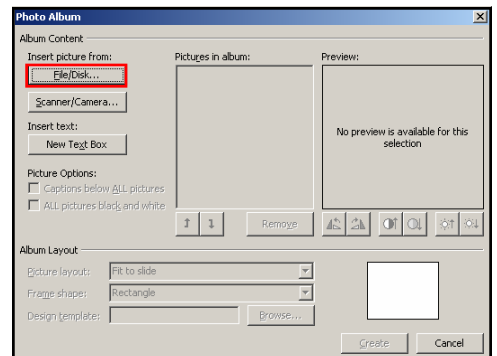 Photo Album
Album Content
Insert picture from:
File/Disk...
Scanner/Camera...
Insert text:
New Text Box
Picture Options:
Captions below ALL pictures
ALL pictures black and white
Pictures in album:
Remove
Preview:
No preview is available for this
selection
Album Layout
Picture layout: Fit to slide
Frame shape: Rectangle
Design template: Browse...
Create Cancel